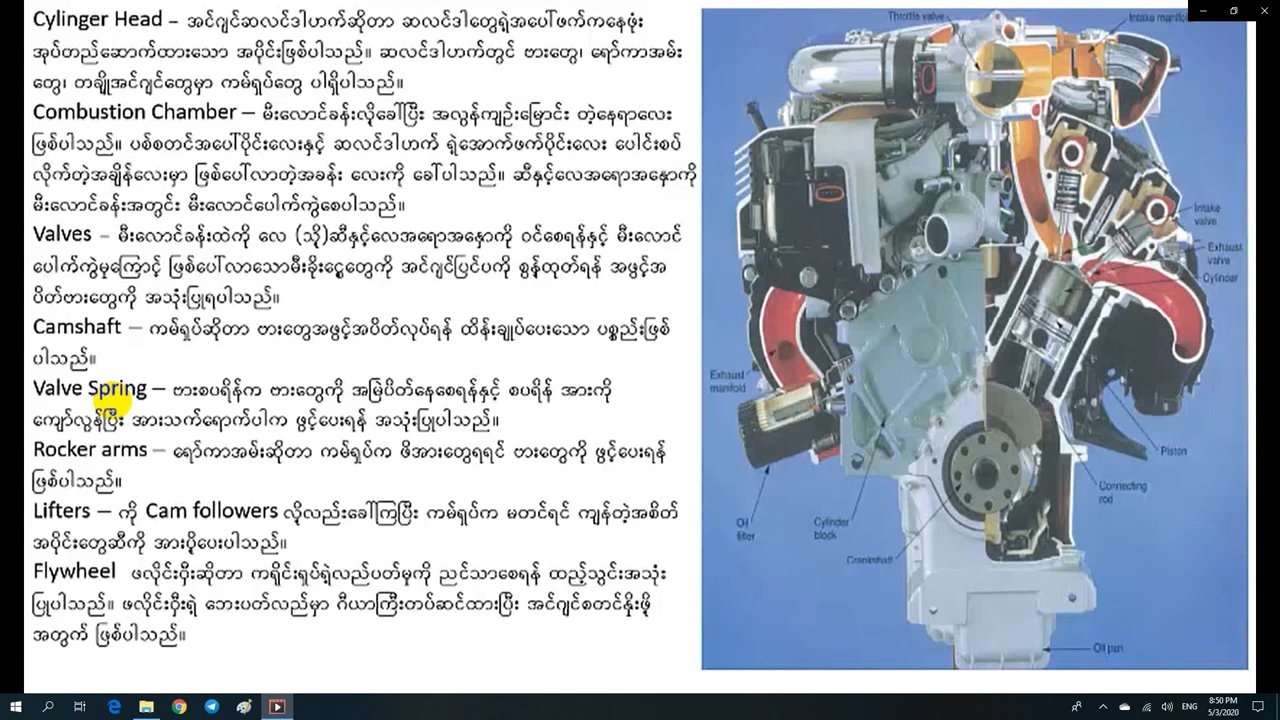 Cylinger Head – အင်ဂျင်ဆလင်ဒါဟက်ဆိုတာ ဆလင်ဒါတွေရဲ့အပေါ်ဖက်ကနေဖုံး
အုပ်တည်ဆောက်ထားသော အပိုင်းဖြစ်ပါသည်။ ဆလင်ဒါဟက်တွင် ဗားတွေ၊ ရော်ကာအမ်း
တွေ၊ တချို့အင်ဂျင်တွေမှာ ကမ်ရှပ်တွေ ပါရှိပါသည်။
Combustion Chamber – မီးလောင်ခန်းလို့ခေါ်ပြီး အလွန်ကျဉ်းမြောင်း တဲ့နေရာလေး
ဖြစ်ပါသည်။ ပစ်စတင်အပေါ်ပိုင်းလေးနှင့် ဆလင်ဒါဟက် ရဲ့အောက်ဖက်ပိုင်းလေး ပေါင်းစပ်
လိုက်တဲ့အချိန်လေးမှာ ဖြစ်ပေါ်လာတဲ့အခန်း လေးကို ခေါ်ပါသည်။ ဆီနှင့်လေအရောအနှောကို
မီးလောင်ခန်းအတွင်း မီးလောင်ပေါက်ကွဲစေပါသည်။
Valves – မီးလောင်ခန်းထဲကို လေ (သို့)ဆီနှင့်လေအရောအနှောကို ဝင်စေရန်နှင့် မီးလောင်
ပေါက်ကွဲမှုကြောင့် ဖြစ်ပေါ်လာသောမီးခိုးငွေ့တွေကို အင်ဂျင်ပြင်ပကို စွန့်ထုတ်ရန် အဖွင့်အ
ပိတ်ဗားတွေကို အသုံးပြုရပါသည်။
Camshaft – ကမ်ရှပ်ဆိုတာ ဗားတွေအဖွင့်အပိတ်လုပ်ရန် ထိန်းချုပ်ပေးသော ပစ္စည်းဖြစ်
ပါသည်။
Valve Spring – ဗားစပရိန်က ဗားတွေကို အမြဲပိတ်နေစေရန်နှင့် စပရိန် အားကို
ကျော်လွန်ပြီး အားသက်ရောက်ပါက ဖွင့်ပေးရန် အသုံးပြုပါသည်။
Rocker arms – ရော်ကာအမ်းဆိုတာ ကမ်ရှပ်က ဖိအားတွေရရင် ဗားတွေကို ဖွင့်ပေးရန်
ဖြစ်ပါသည်။
Lifters – ကို Cam followers လို့လည်းခေါ်ကြပြီး ကမ်ရှပ်က မတင်ရင် ကျန်တဲ့အစိတ်
အပိုင်းတွေဆီကို အားပို့ပေးပါသည်။
Flywheel ဖလိုင်းဝှီးဆိုတာ ကရိုင်းရှပ်ရဲ့လည်ပတ်မှုကို ညင်သာစေရန် ထည့်သွင်းအသုံး
ပြုပါသည်။ ဖလိုင်းဝှီးရဲ့ ဘေးပတ်လည်မှာ ဂီယာကြီးတပ်ဆင်ထားပြီး အင်ဂျင်စတင်နှိုးဖို့
အတွက် ဖြစ်ပါသည်။
Throttle valve
Intake manifold
Intake
valve
Exhaust
valve
Cylinder
Exhaust
manifold
Piston
Connecting
rod
Oil
filter
Cylinder
block
Crankshaft
Oil pan
ENG
8:50 PM
5/3/2020